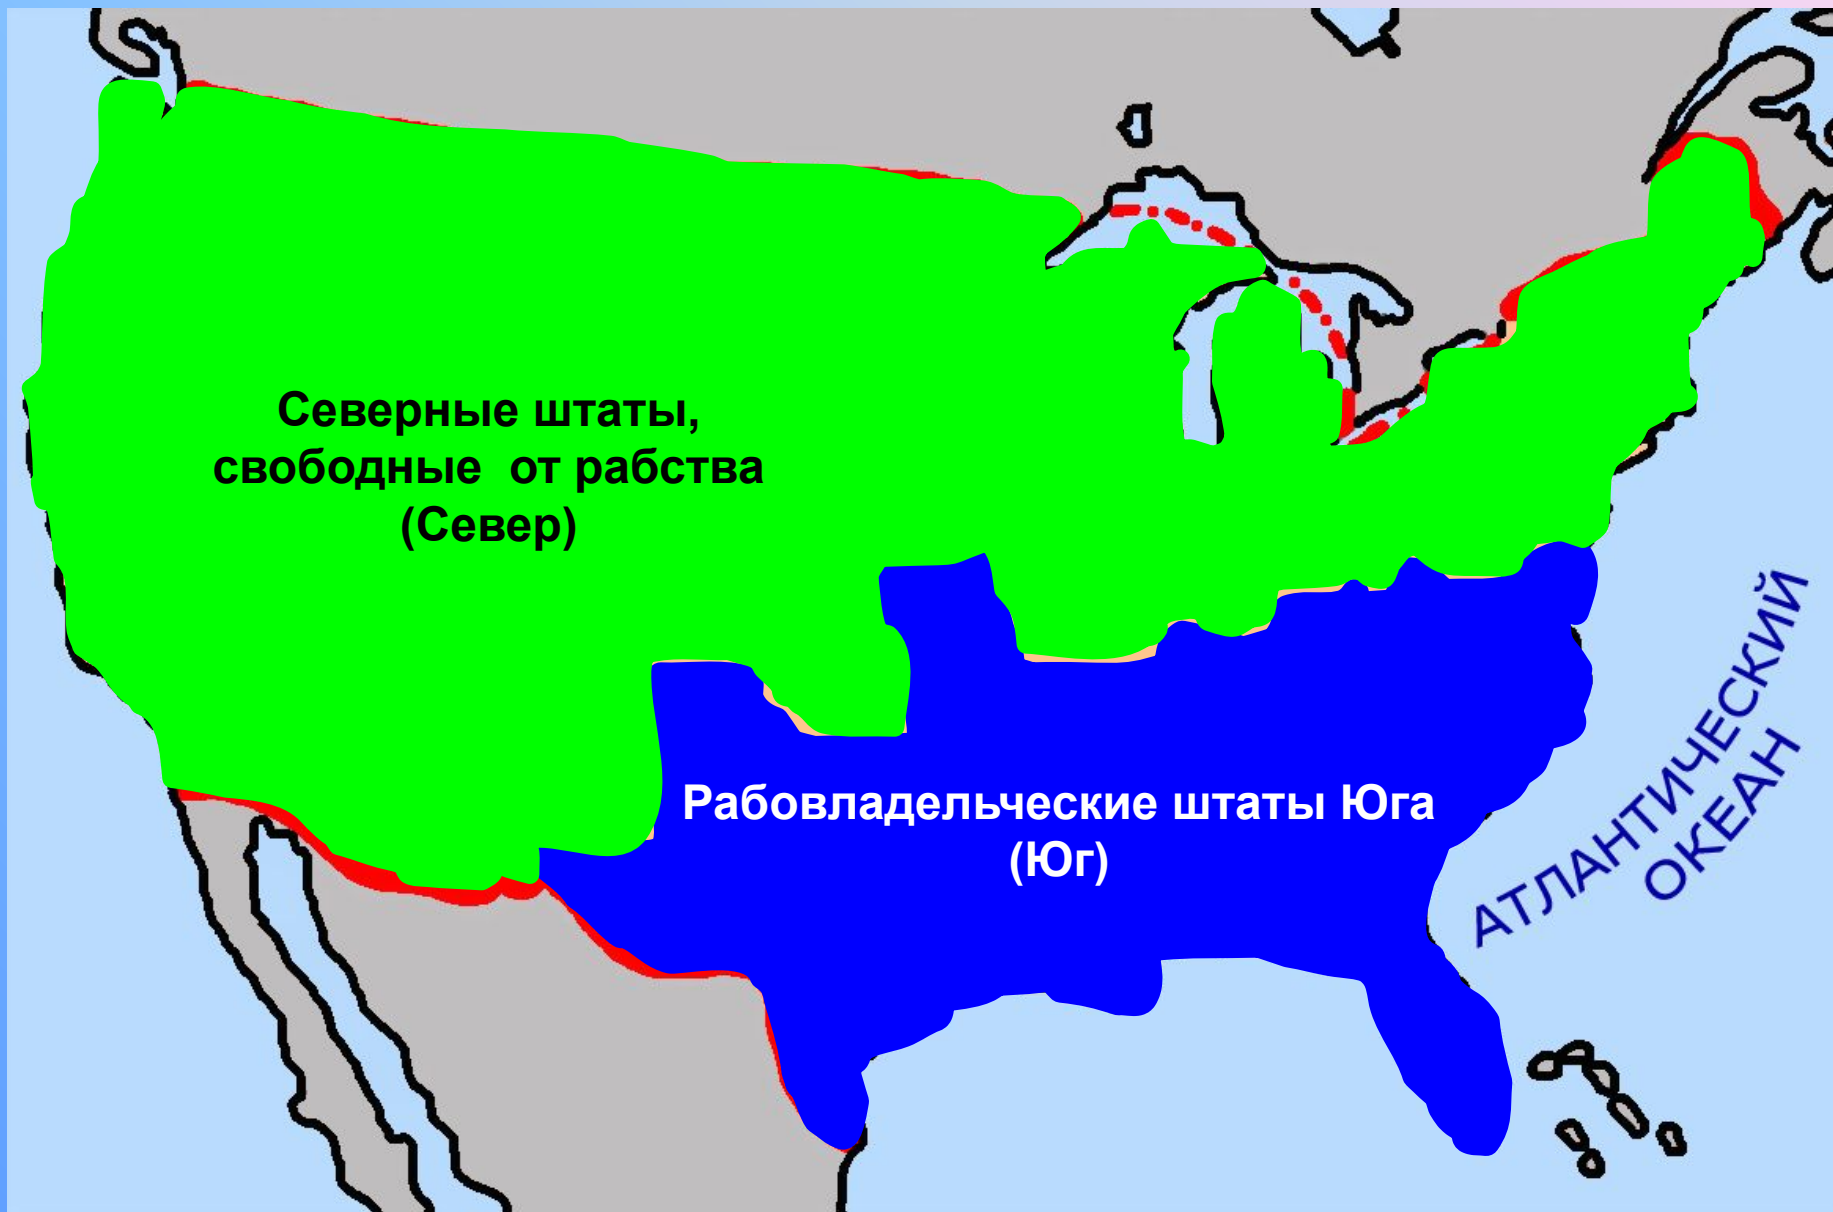 Северные штаты,
свободные от рабства
(Север)
Рабовладельческие штаты Юга
(Юг)
АТЛАНТИЧЕСКИЙ
ОКЕАН